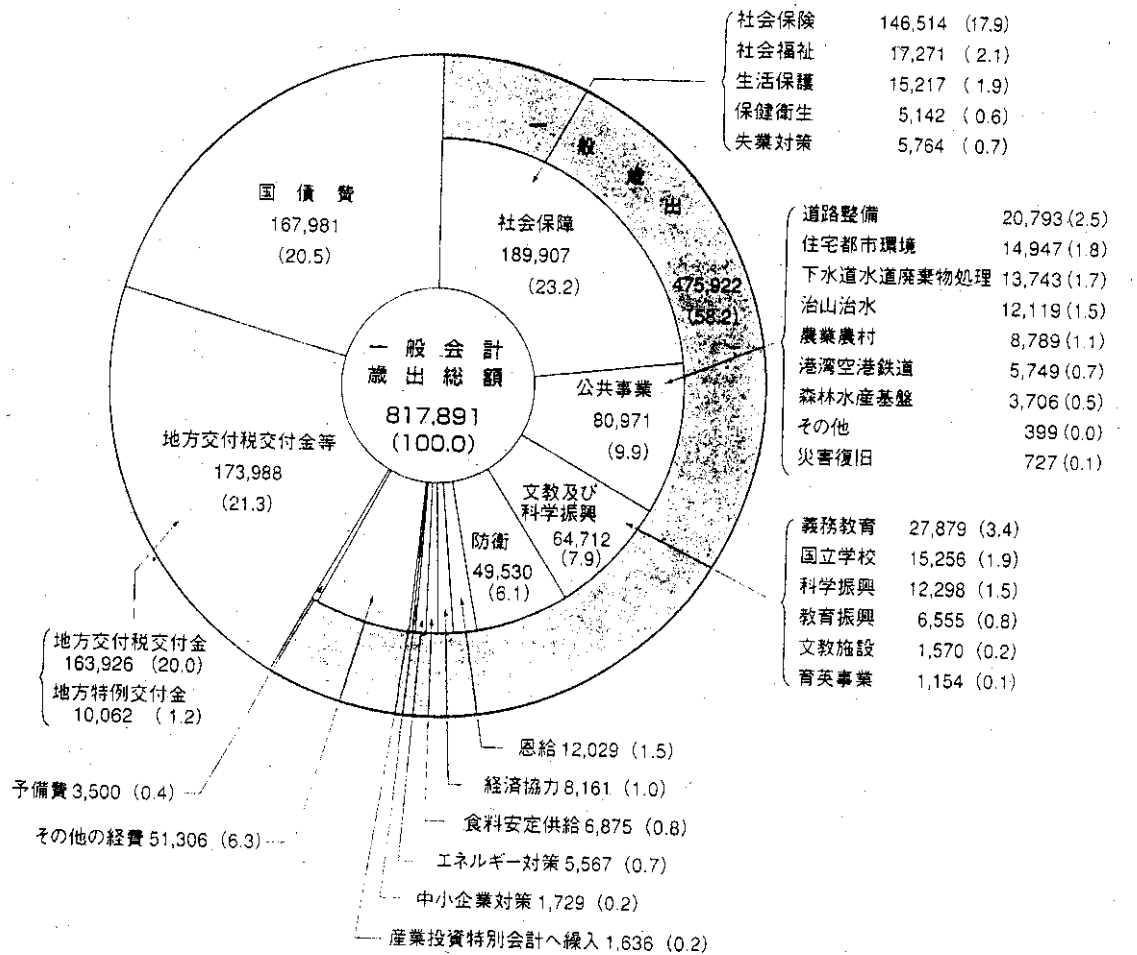 社会保険 146,514 (17.9)
社会福祉 17,271 ( 2.1)
生活保護 15,217 ( 1.9)
保健衛生 5,142 ( 0.6)
失業対策 5,764 ( 0.7)
一般歳出
475,922
(58.2)
国債費
167,981
(20.5)
社会保障
189,907
(23.2)
道路整備 20,793 (2.5)
住宅都市環境 14,947 (1.8)
下水道水道廃棄物処理 13,743 (1.7)
治山治水 12,119 (1.5)
農業農村 8,789 (1.1)
港湾空港鉄道 5,749 (0.7)
森林水産基盤 3,706 (0.5)
その他 399 (0.0)
災害復旧 727 (0.1)
一般会計
歳出総額
817,891
(100.0)
公共事業
80,971
(9.9)
地方交付税交付金等
173,988
(21.3)
文教及び
科学振興
64,712
(7.9)
防衛
49,530
(6.1)
義務教育 27,879 (3.4)
国立学校 15,256 (1.9)
科学振興 12,298 (1.5)
教育振興 6,555 (0.8)
文教施設 1,570 (0.2)
育英事業 1,154 (0.1)
地方交付税交付金
163,926 (20.0)
地方特例交付金
10,062 ( 1.2)
予備費 3,500 (0.4)
その他の経費 51,306 (6.3)
恩給 12,029 (1.5)
経済協力 8,161 (1.0)
食料安定供給 6,875 (0.8)
エネルギー対策 5,567 (0.7)
中小企業対策 1,729 (0.2)
産業投資特別会計へ繰入 1,636 (0.2)